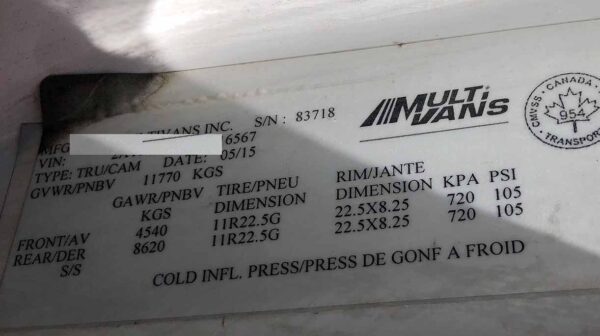 MFG LTIVANS INC. S/N : 83718
VIN: 6567
TYPE: TRU/CAM DATE: 05/15
GVWR/PNBV 11770 KGS
GAWR/PNBV TIRE/PNEU RIM/JANTE
KGS DIMENSION DIMENSION KPA PSI
FRONT/AV 4540 11R22.5G 22.5X8.25 720 105
REAR/DER 8620 11R22.5G 22.5X8.25 720 105
S/S
COLD INFL. PRESS/PRESS DE GONF A FROID
MULTI
VANS
CMVSS · CANADA · TRANSPORT
954